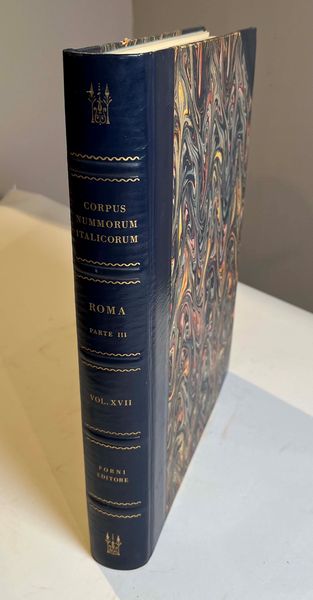 CORPUS
NUMMORUM
ITALICORUM
ROMA
PARTE III
VOL. XVII
FORNI
EDITORE